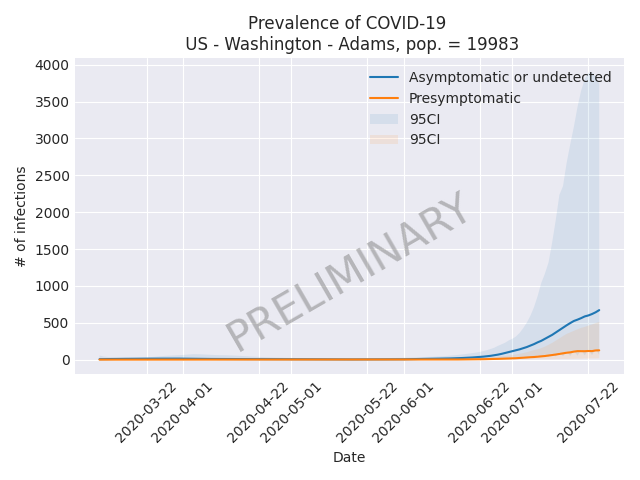 Prevalence of COVID-19
US - Washington - Adams, pop. = 19983
4000
3500
3000
2500
2000
1500
1000
500
0
# of infections
Asymptomatic or undetected
Presymptomatic
95CI
95CI
PRELIMINARY
2020-03-22
2020-04-01
2020-04-22
2020-05-01
2020-05-22
2020-06-01
2020-06-22
2020-07-01
2020-07-22
Date